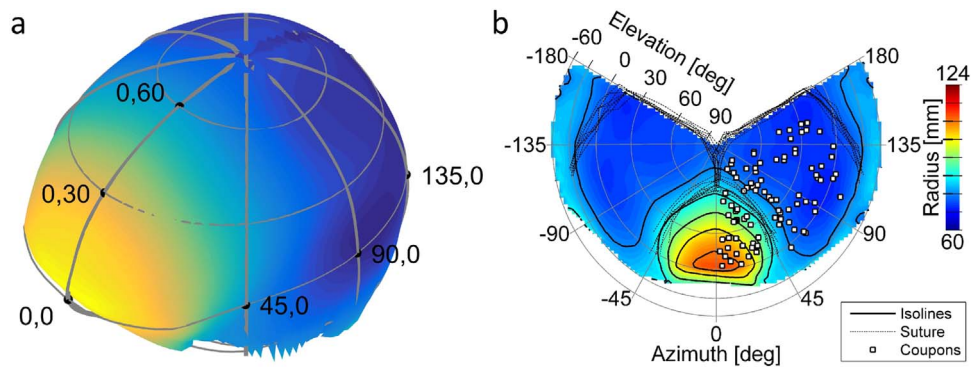 a
0,60
0,30
0,0
45,0
90,0
135,0
b
Elevation [deg]
-180 -60 0 30 60 90
180
-135
135
-90
90
-45
45
0
Azimuth [deg]
124
Radius [mm]
60
Isolines
Suture
Coupons